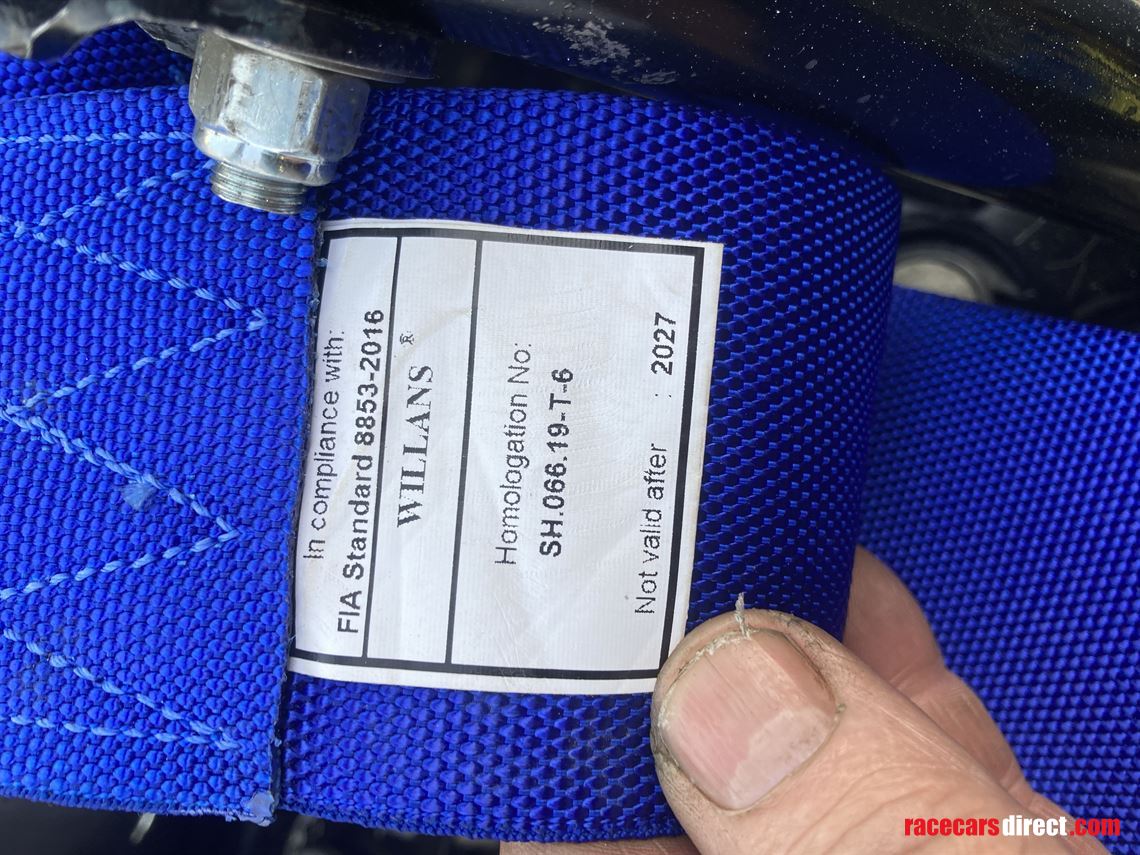 In compliance with:
FIA Standard 8853-2016
WILLANS ®
Homologation No:
SH.066.19-T-6
Not valid after : 2027
racecarsdirect.com